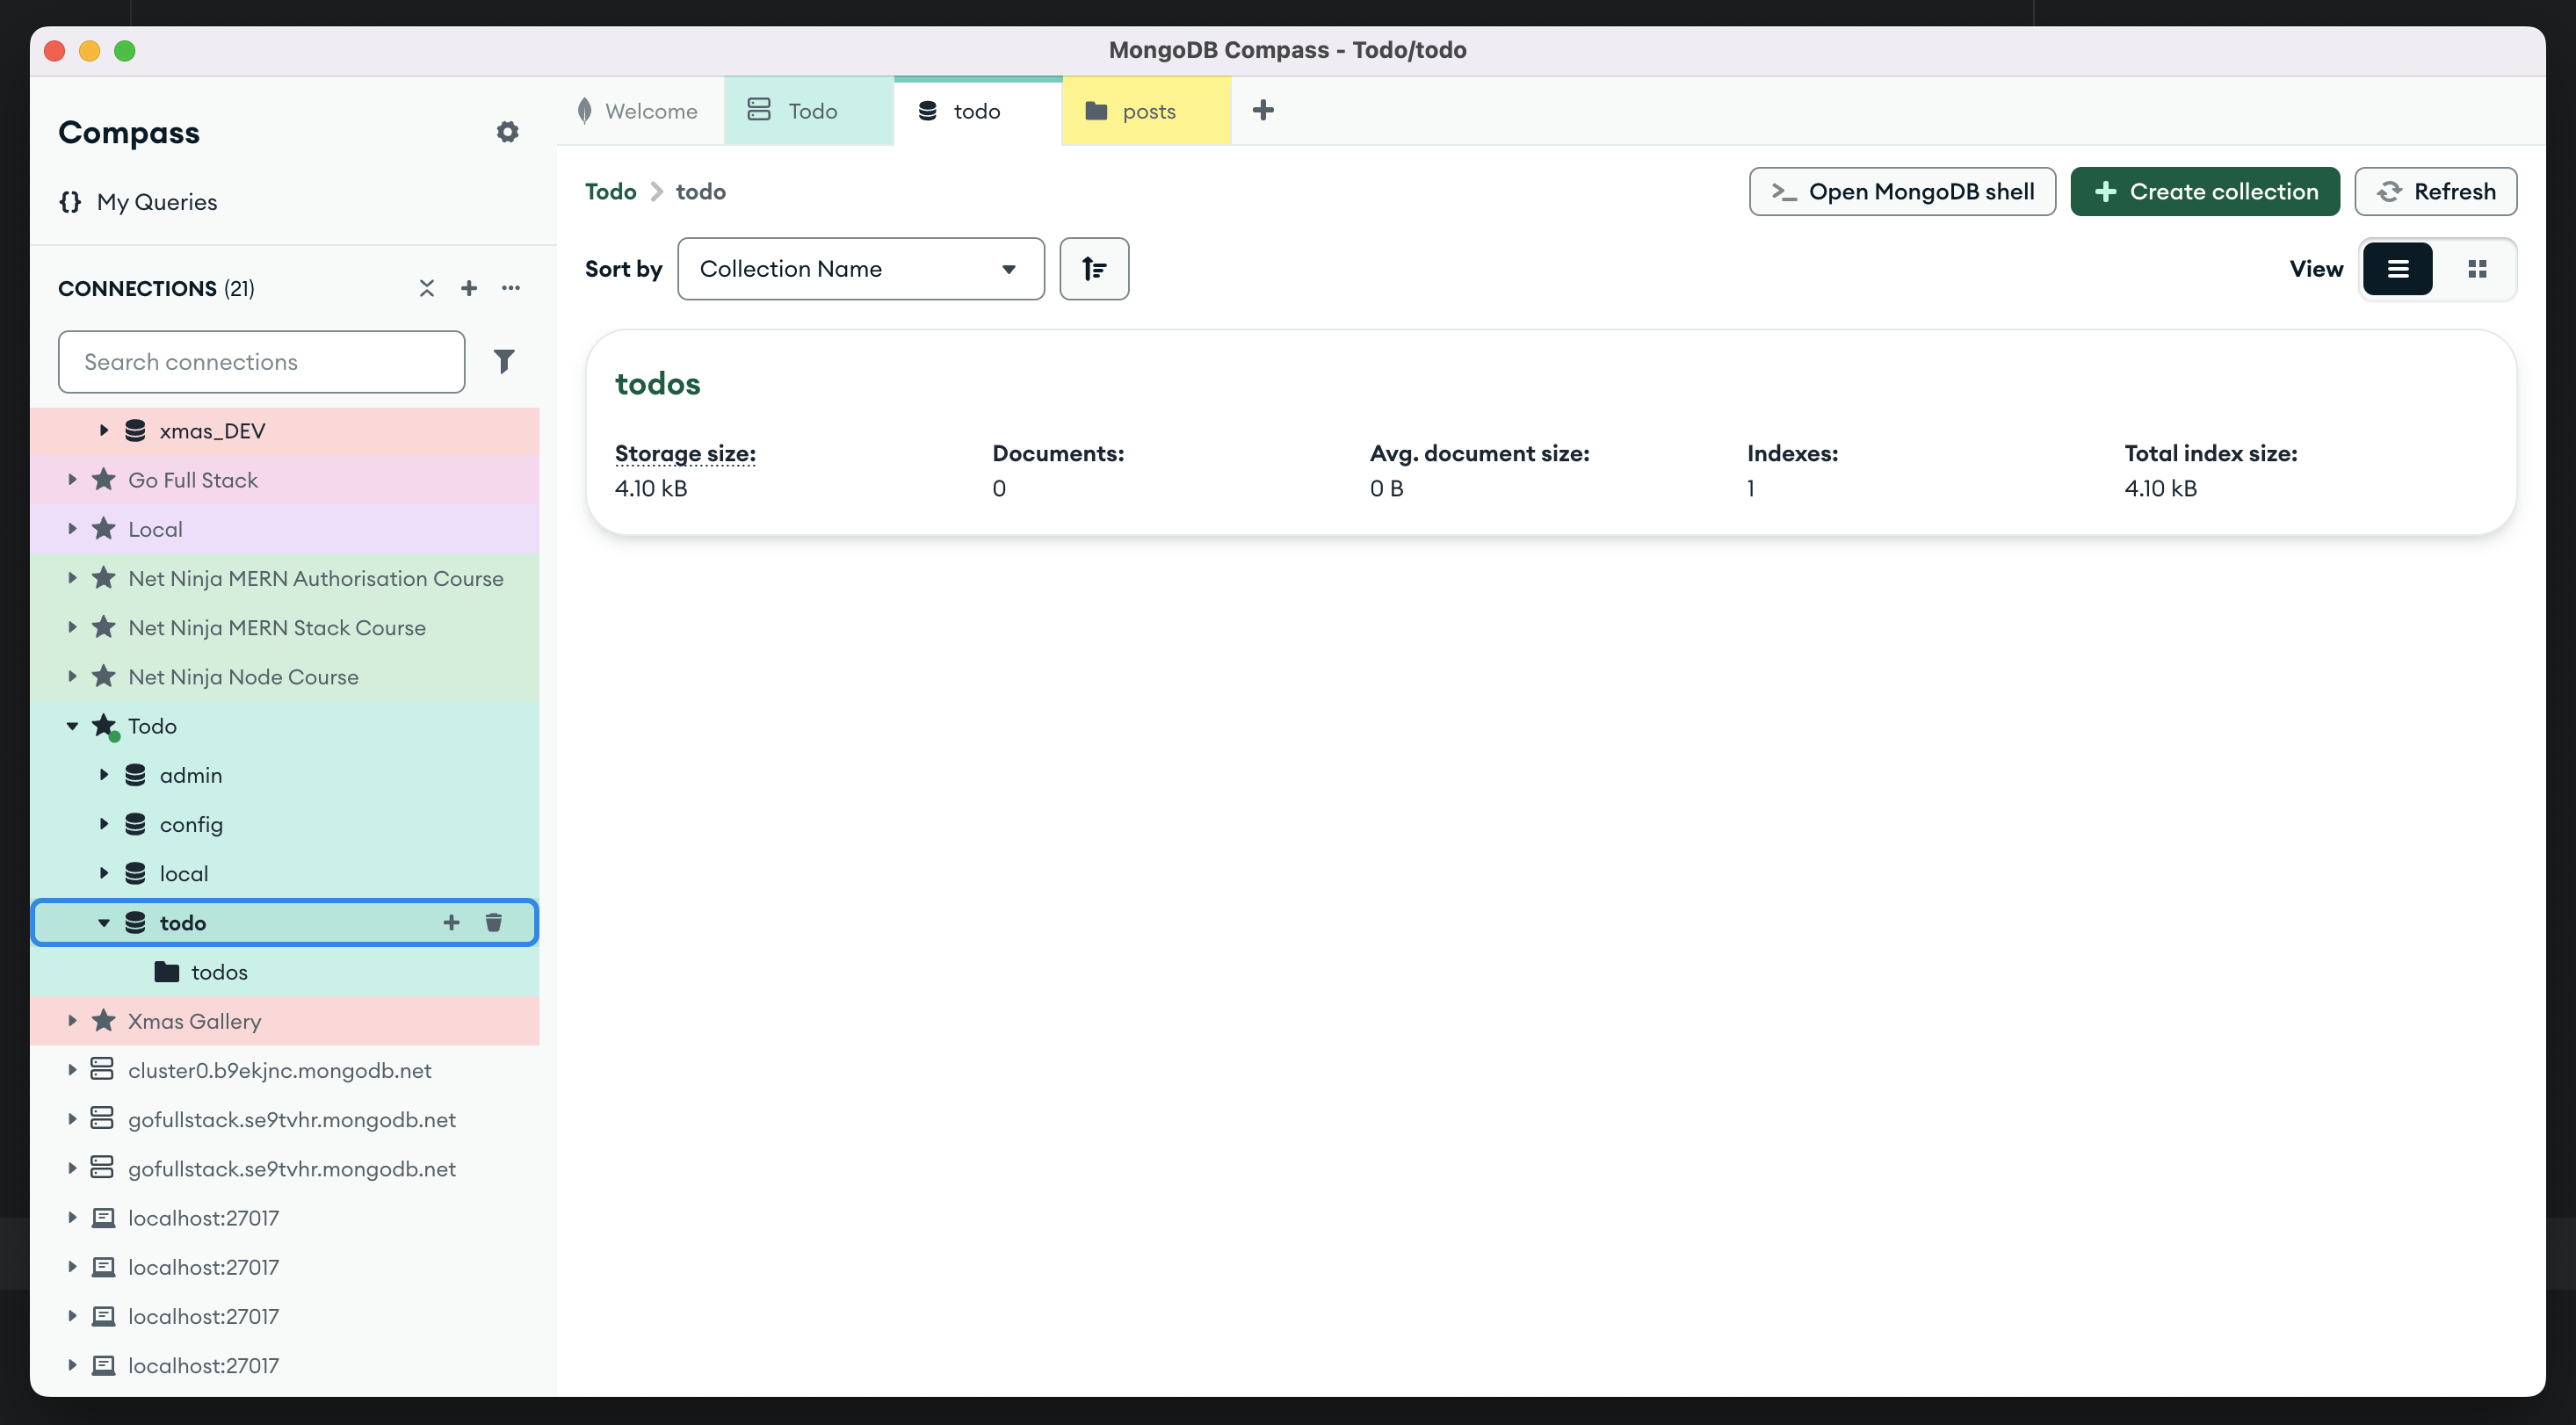 MongoDB Compass - Todo/todo
Compass
My Queries
CONNECTIONS (21)
Search connections
xmas_DEV
Go Full Stack
Local
Net Ninja MERN Authorisation Course
Net Ninja MERN Stack Course
Net Ninja Node Course
Todo
admin
config
local
todo
todos
Xmas Gallery
cluster0.b9ekjnc.mongodb.net
gofullstack.se9tvhr.mongodb.net
gofullstack.se9tvhr.mongodb.net
localhost:27017
localhost:27017
localhost:27017
localhost:27017
Welcome Todo todo posts
Todo todo
Open MongoDB shell Create collection Refresh
Sort by Collection Name View
todos
Storage size: Documents: Avg. document size: Indexes: Total index size:
4.10 kB 0 0 B 1 4.10 kB